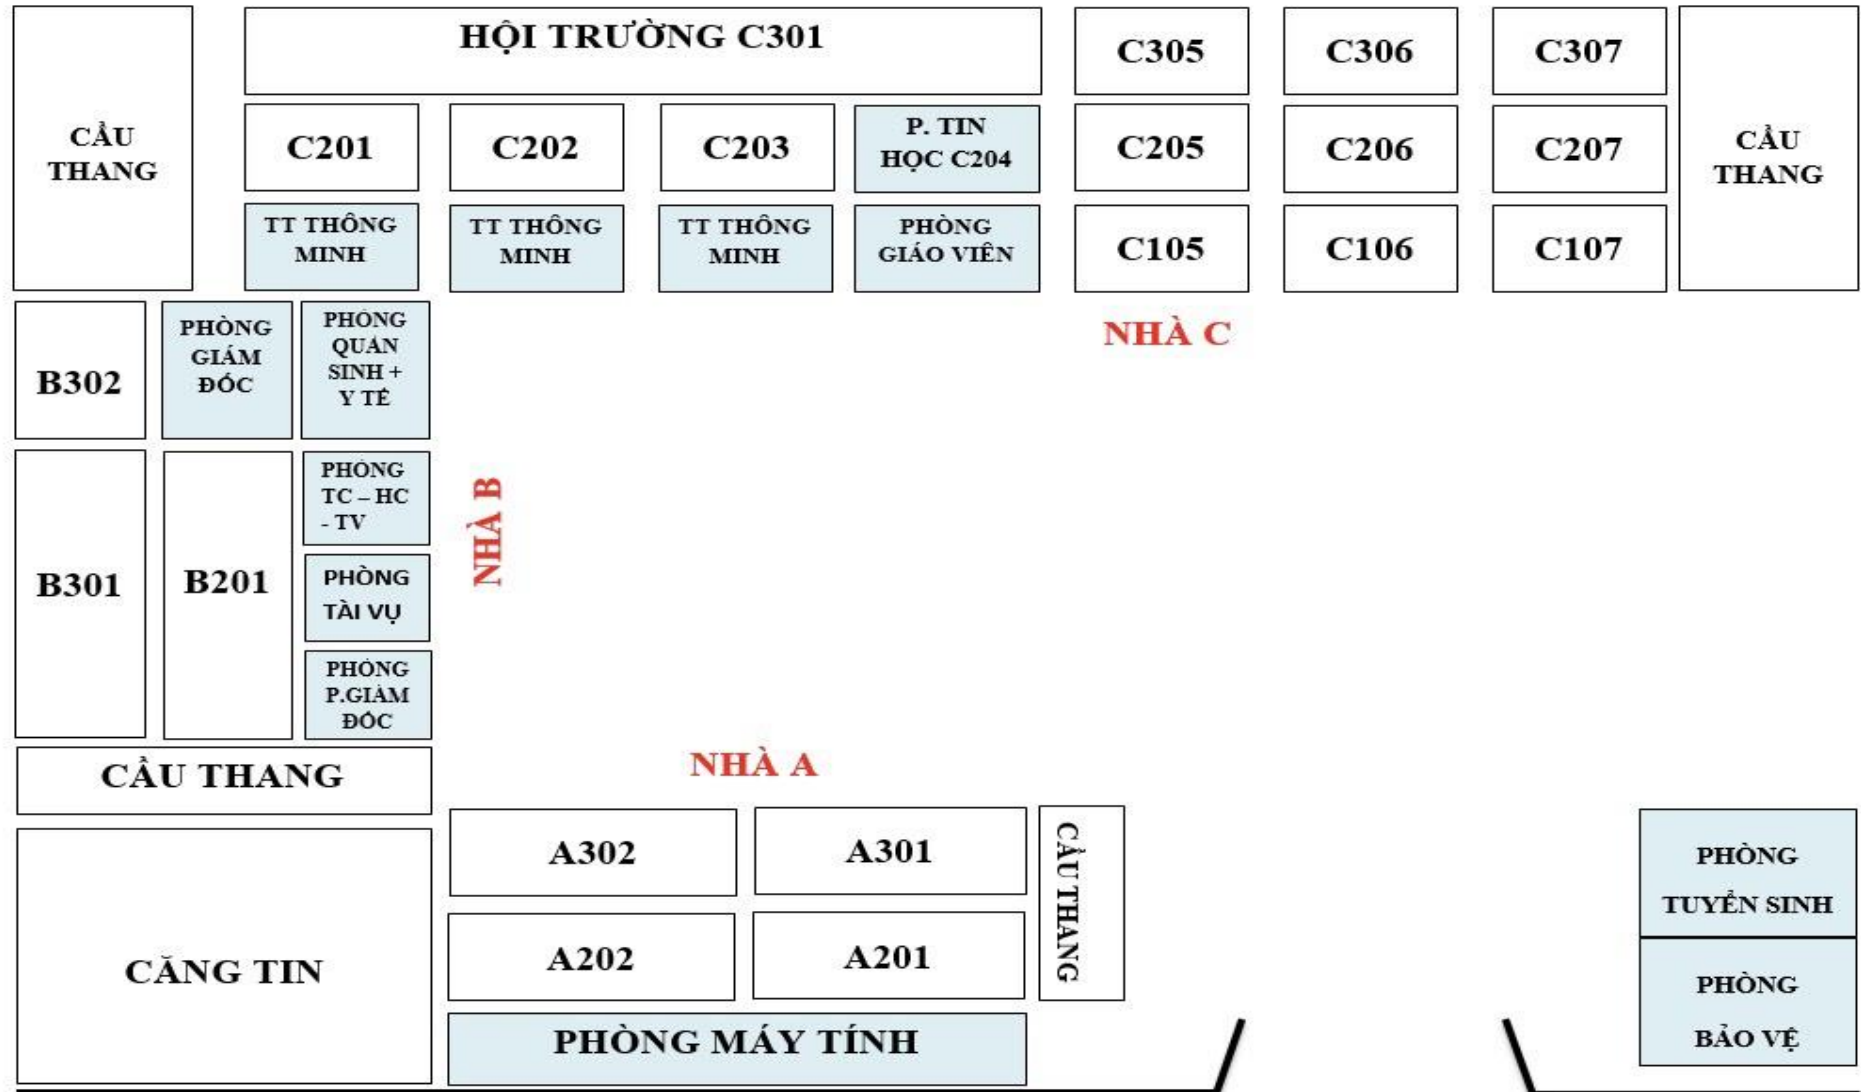 CẦU
THANG
HỘI TRƯỜNG C301
C305
C306
C307
CẦU
THANG
C201
C202
C203
P. TIN
HỌC C204
C205
C206
C207
TT THÔNG
MINH
TT THÔNG
MINH
TT THÔNG
MINH
PHÒNG
GIÁO VIÊN
C105
C106
C107
NHÀ C
B302
PHÒNG
GIÁM
ĐỐC
PHÒNG
QUẢN
SINH +
Y TẾ
B301
B201
PHÒNG
TC – HC
- TV
PHÒNG
TÀI VỤ
PHÒNG
P.GIÁM
ĐỐC
NHÀ B
CẦU THANG
CĂNG TIN
NHÀ A
A302
A301
A202
A201
CẦU THANG
PHÒNG MÁY TÍNH
PHÒNG
TUYỂN SINH
PHÒNG
BẢO VỆ